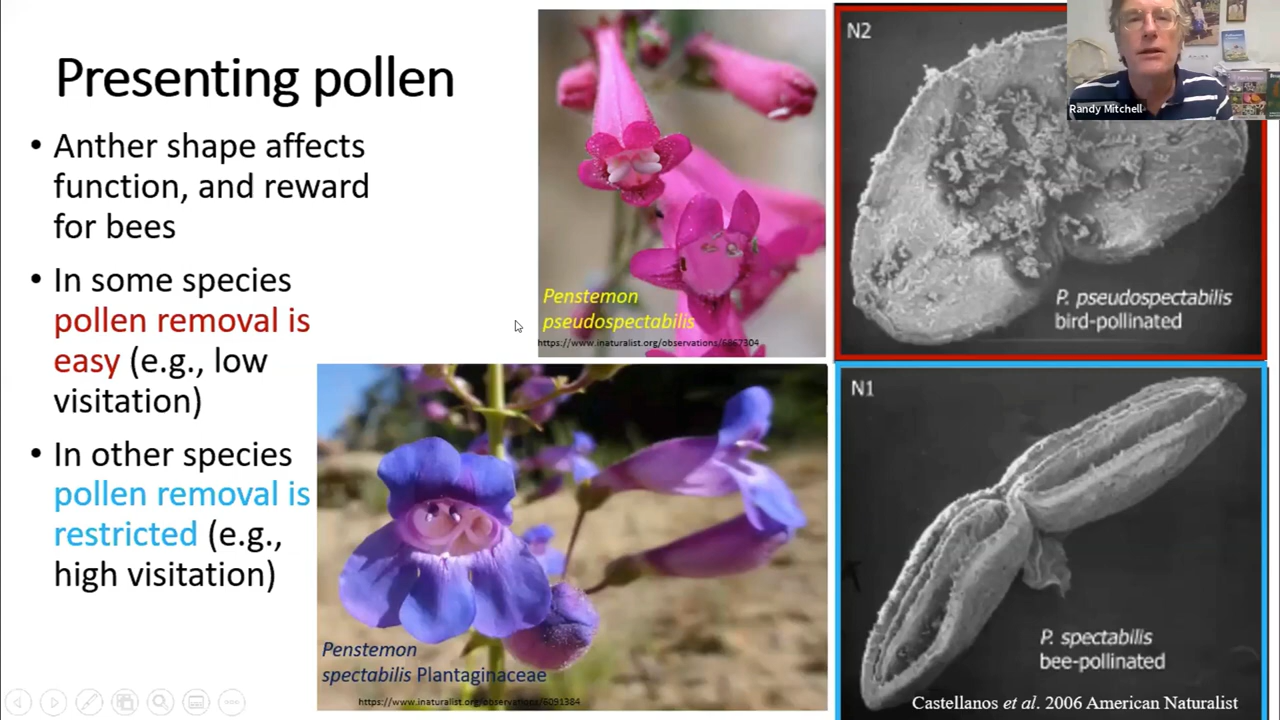 Presenting pollen
• Anther shape affects
function, and reward
for bees
• In some species
pollen removal is
easy (e.g., low
visitation)
• In other species
pollen removal is
restricted (e.g.,
high visitation)
Penstemon
pseudospectabilis
https://www.inaturalist.org/observations/6867304
Penstemon
spectabilis Plantaginaceae
https://www.inaturalist.org/observations/6091384
N2
Randy Mitchell
P. pseudospectabilis
bird-pollinated
N1
P. spectabilis
bee-pollinated
Castellanos et al. 2006 American Naturalist